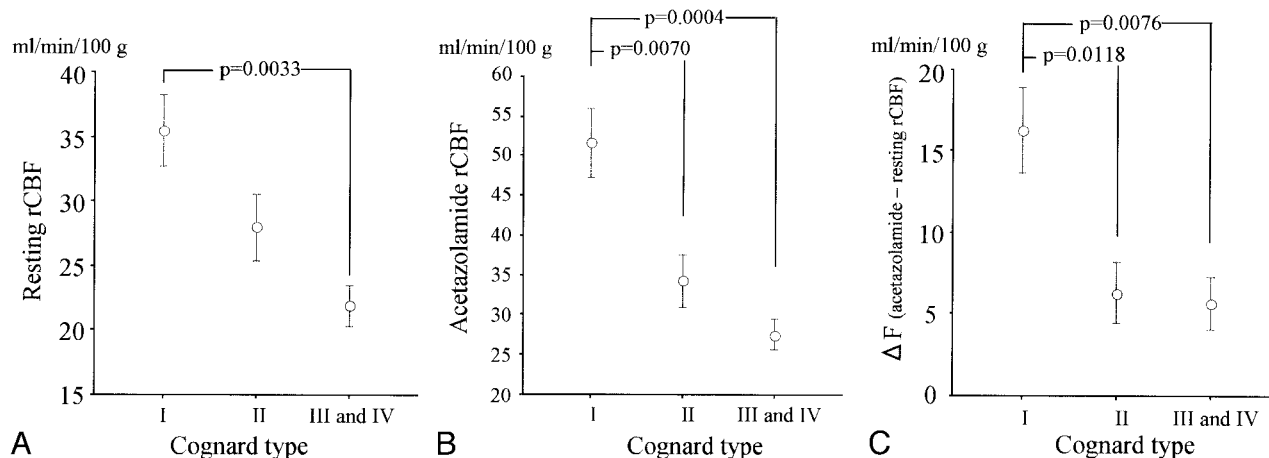 ml/min/100 g
p=0.0033
40
35
30
25
20
15
Resting rCBF
I
II
III and IV
Cognard type
A
ml/min/100 g
p=0.0004
p=0.0070
60
55
50
45
40
35
30
25
20
Acetazolamide rCBF
I
II
III and IV
Cognard type
B
ml/min/100 g
p=0.0076
p=0.0118
20
15
10
5
0
Δ F (acetazolamide – resting rCBF)
I
II
III and IV
Cognard type
C